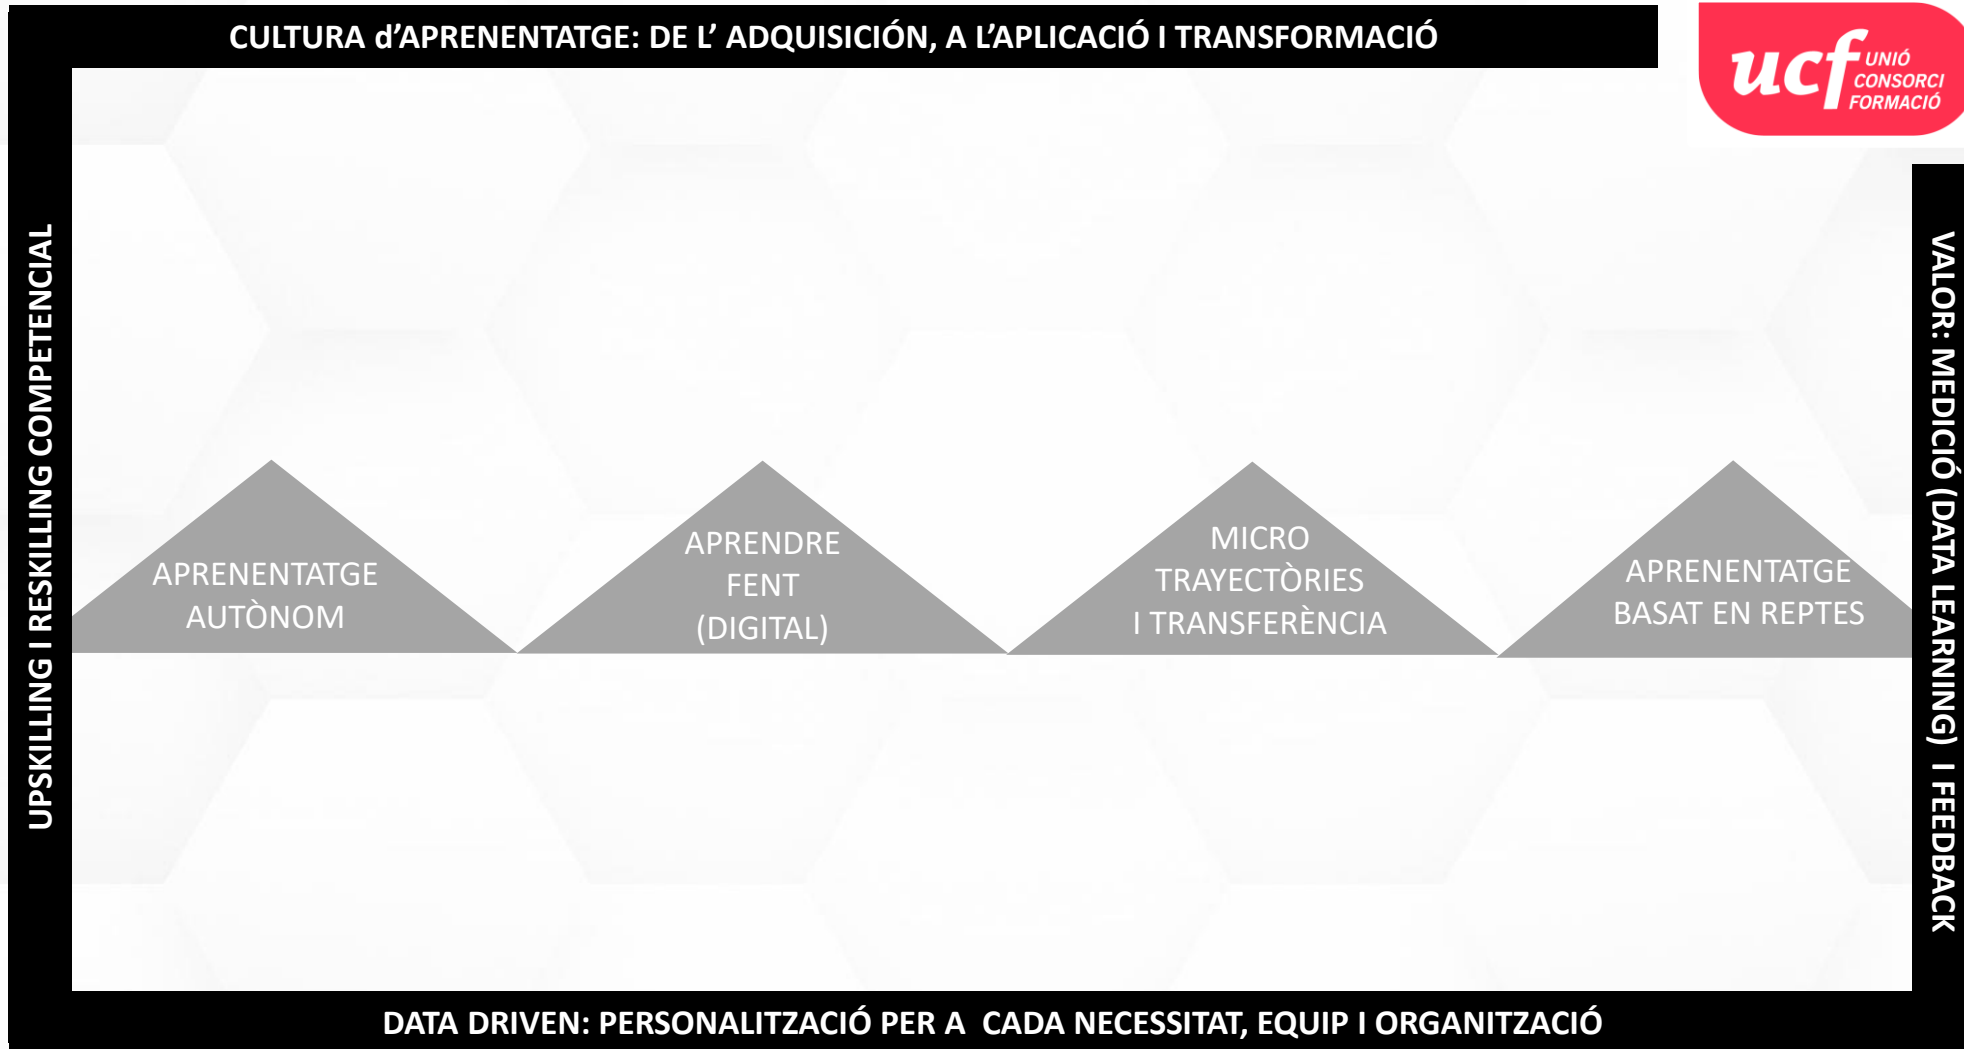 CULTURA d’APRENENTATGE: DE L’ ADQUISICIÓN, A L’APLICACIÓ I TRANSFORMACIÓ
ucf UNIÓ
CONSORCI
FORMACIÓ
UPSKILLING I RESKILLING COMPETENCIAL
APRENENTATGE
AUTÒNOM
APRENDRE
FENT
(DIGITAL)
MICRO
TRAYECTÒRIES
I TRANSFERÈNCIA
APRENENTATGE
BASAT EN REPTES
VALOR: MEDICIÓ (DATA LEARNING) I FEEDBACK
DATA DRIVEN: PERSONALITZACIÓ PER A CADA NECESSITAT, EQUIP I ORGANITZACIÓ